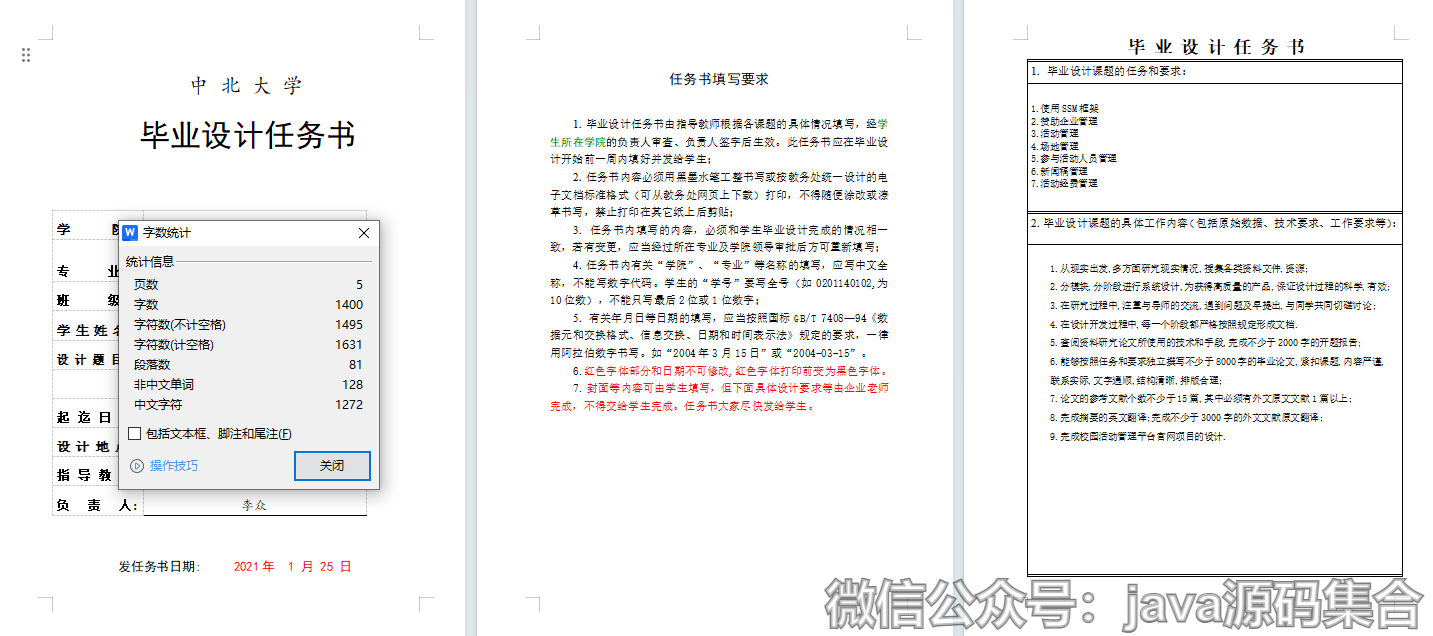 中 北 大 学
毕业设计任务书
学
专 业
班 级
学生姓名
设计题目
起 迄 日
设计地
指导教
负 责 人:
李众
发任务书日期: 2021 年 1 月 25 日
字数统计
统计信息
页数 5
字数 1400
字符数(不计空格) 1495
字符数(计空格) 1631
段落数 81
非中文单词 128
中文字符 1272
包括文本框、脚注和尾注(F)
操作技巧
关闭
任务书填写要求
1. 毕业设计任务书由指导教师根据各课题的具体情况填写，经学
生所在学院的负责人审查、负责人签字后生效。此任务书应在毕业设
计开始前一周内填好并发给学生；
2. 任务书内容必须用黑墨水笔工整书写或按教务处统一设计的电
子文档标准格式（可从教务处网页上下载）打印，不得随便涂改或潦
草书写，禁止打印在其它纸上后剪贴；
3. 任务书内填写的内容，必须和学生毕业设计完成的情况相一
致，若有变更，应当经过所在专业及学院领导审批后方可重新填写；
4. 任务书内有关“学院”、“专业”等名称的填写，应写中文全
称，不能写数字代码。学生的“学号”要写全号（如 0201140102,为
10 位数），不能只写最后 2 位或 1 位数字；
5. 有关年月日等日期的填写，应当按照国标 GB/T 7408—94《数
据元和交换格式、信息交换、日期和时间表示法》规定的要求，一律
用阿拉伯数字书写。如“2004 年 3 月 15 日”或“2004-03-15”。
6. 红色字体部分和日期不可修改,红色字体打印前变为黑色字体。
7. 封面等内容可由学生填写，但下面具体设计要求等由企业老师
完成，不得交给学生完成。任务书大家尽快发给学生。
毕 业 设 计 任 务 书
1. 毕业设计课题的任务和要求：
1.使用 SSM 框架
2.赞助企业管理
3.活动管理
4.场地管理
5.参与活动人员管理
6.新闻稿管理
7.活动经费管理
2. 毕业设计课题的具体工作内容（包括原始数据、技术要求、工作要求等）：
1. 从现实出发,多方面研究现实情况,搜集各类资料文件,资源;
2. 分模块,分阶段进行系统设计,为获得高质量的产品,保证设计过程的科学,有效;
3. 在研究过程中,注重与导师的交流,遇到问题及早提出,与同学共同切磋讨论;
4. 在设计开发过程中,每一个阶段都严格按照规定形成文档.
5. 查阅资料研究论文所使用的技术和手段,完成不少于 2000 字的开题报告;
6. 能够按照任务和要求独立撰写不少于 8000 字的毕业论文,紧扣课题,内容严谨,
联系实际,文字通顺,结构清晰,排版合理;
7. 论文的参考文献个数不少于 15 篇,其中必须有外文原文文献 1 篇以上;
8. 完成摘要的英文翻译;完成不少于 3000 字的外文文献原文翻译;
9. 完成校园活动管理平台官网项目的设计.
微信公众号：java源码集合